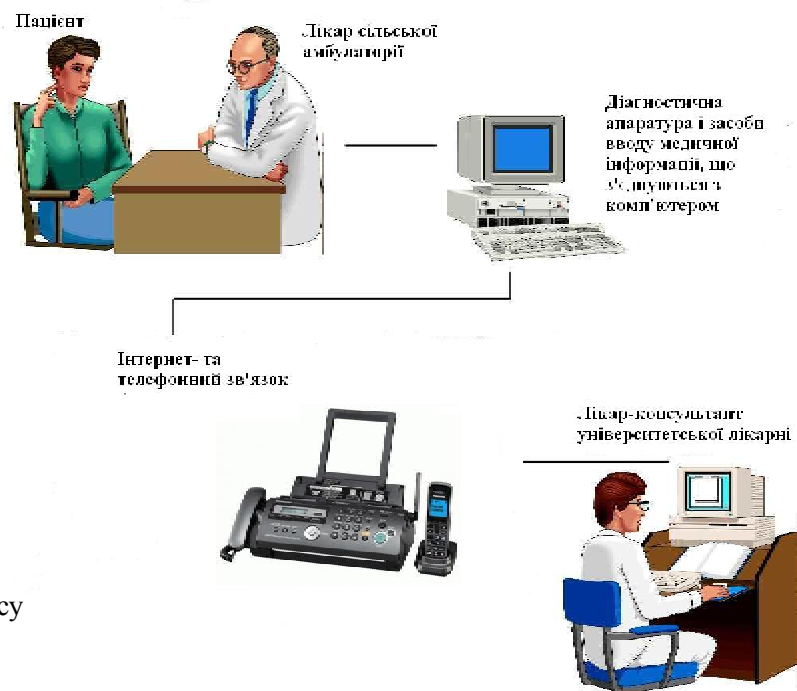 Пацієнт
Лікар сільської
амбулаторії
Діагностична
апаратура і засоби
вводу медичної
інформації, що
з'єднуються з
комп'ютером
Інтернет- та
телефонний зв'язок
Лікар-консультант
університетської лікарні
су